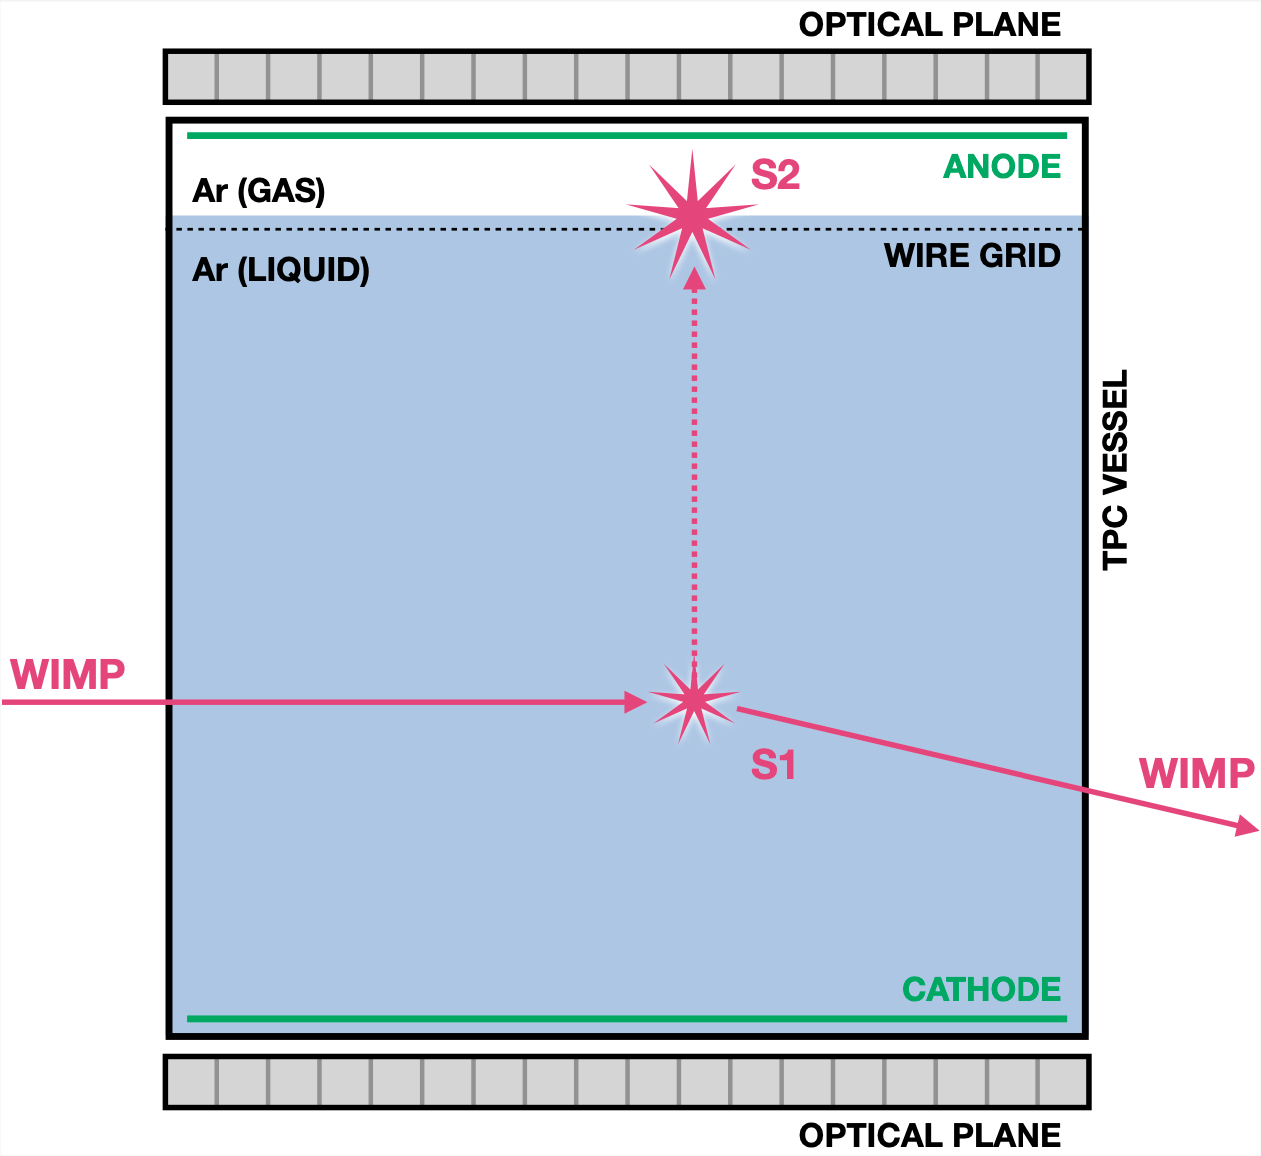 OPTICAL PLANE
ANODE
S2
Ar (GAS)
WIRE GRID
Ar (LIQUID)
TPC VESSEL
WIMP
S1
WIMP
CATHODE
OPTICAL PLANE